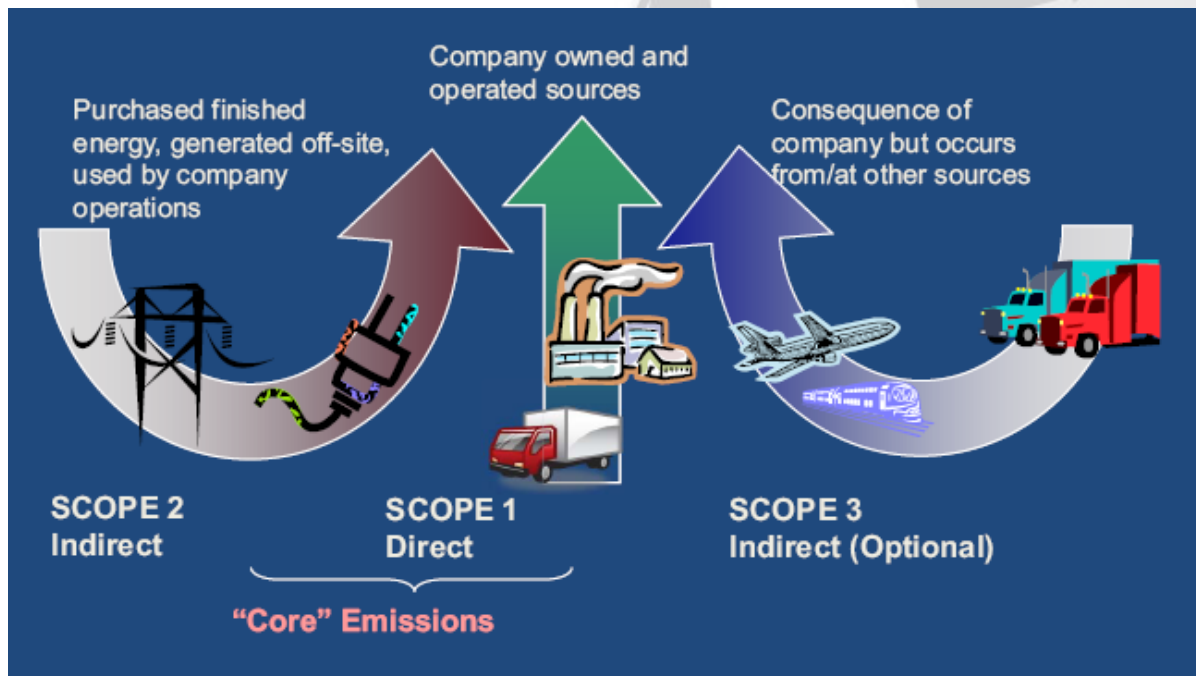 Company owned and
operated sources
Purchased finished
energy, generated off-site,
used by company
operations
Consequence of
company but occurs
from/at other sources
SCOPE 2
Indirect
SCOPE 1
Direct
SCOPE 3
Indirect (Optional)
“Core” Emissions